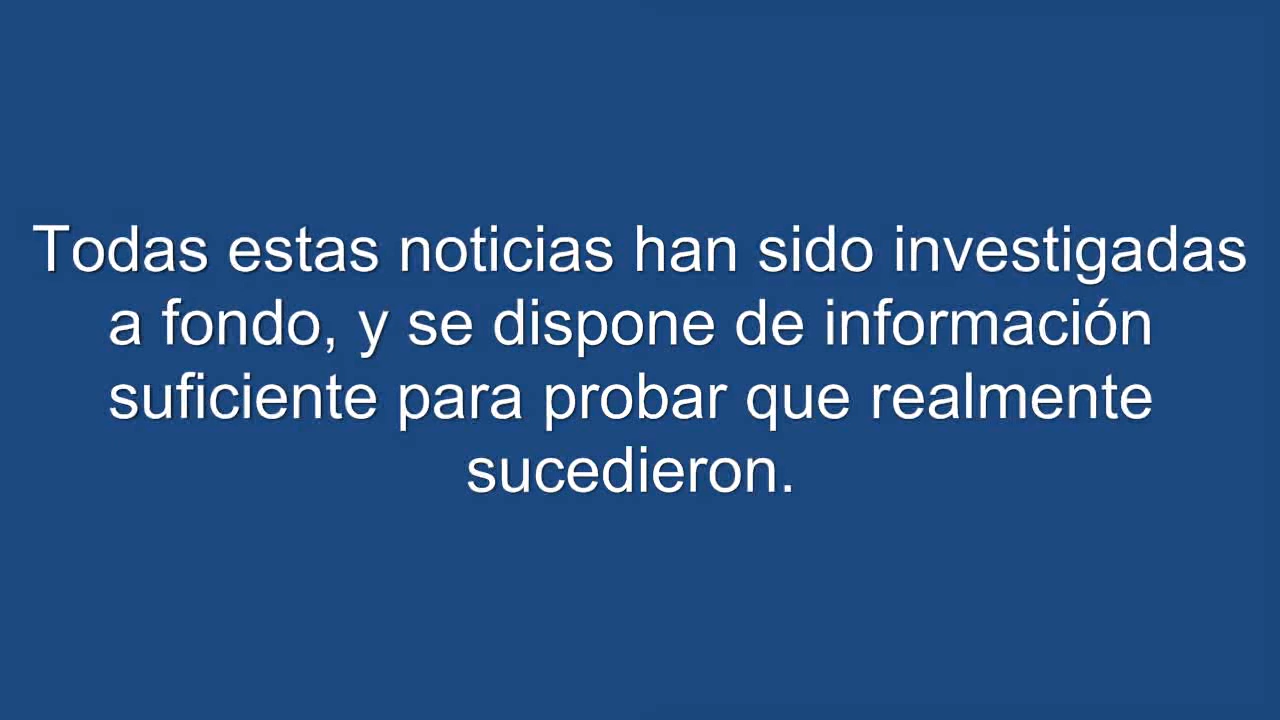 Todas estas noticias han sido investigadas
a fondo, y se dispone de información
suficiente para probar que realmente
sucedieron.